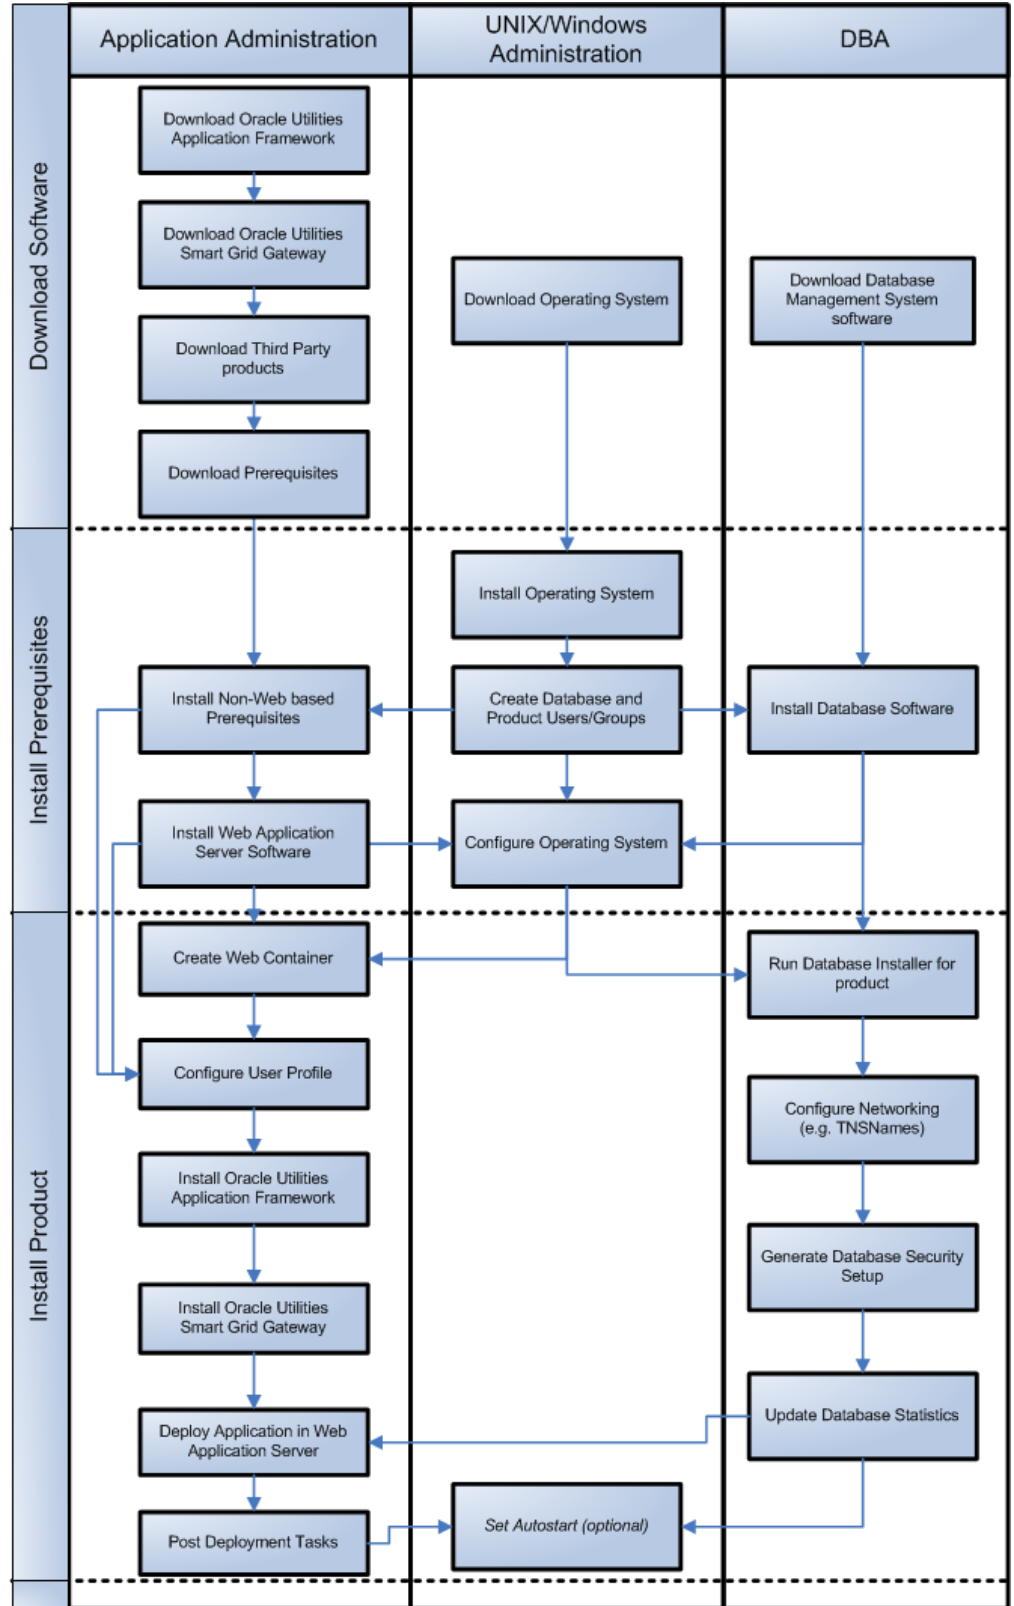 Application Administration
UNIX/Windows
Administration
DBA
Download Software
Download Oracle Utilities
Application Framework
Download Oracle Utilities
Smart Grid Gateway
Download Third Party
products
Download Prerequisites
Download Operating System
Download Database
Management System
software
Install Prerequisites
Install Operating System
Install Non-Web based
Prerequisites
Create Database and
Product Users/Groups
Install Database Software
Install Web Application
Server Software
Configure Operating System
Install Product
Create Web Container
Run Database Installer for
product
Configure User Profile
Configure Networking
(e.g. TNSNames)
Install Oracle Utilities
Application Framework
Generate Database Security
Setup
Install Oracle Utilities
Smart Grid Gateway
Update Database Statistics
Deploy Application in Web
Application Server
Post Deployment Tasks
Set Autostart (optional)